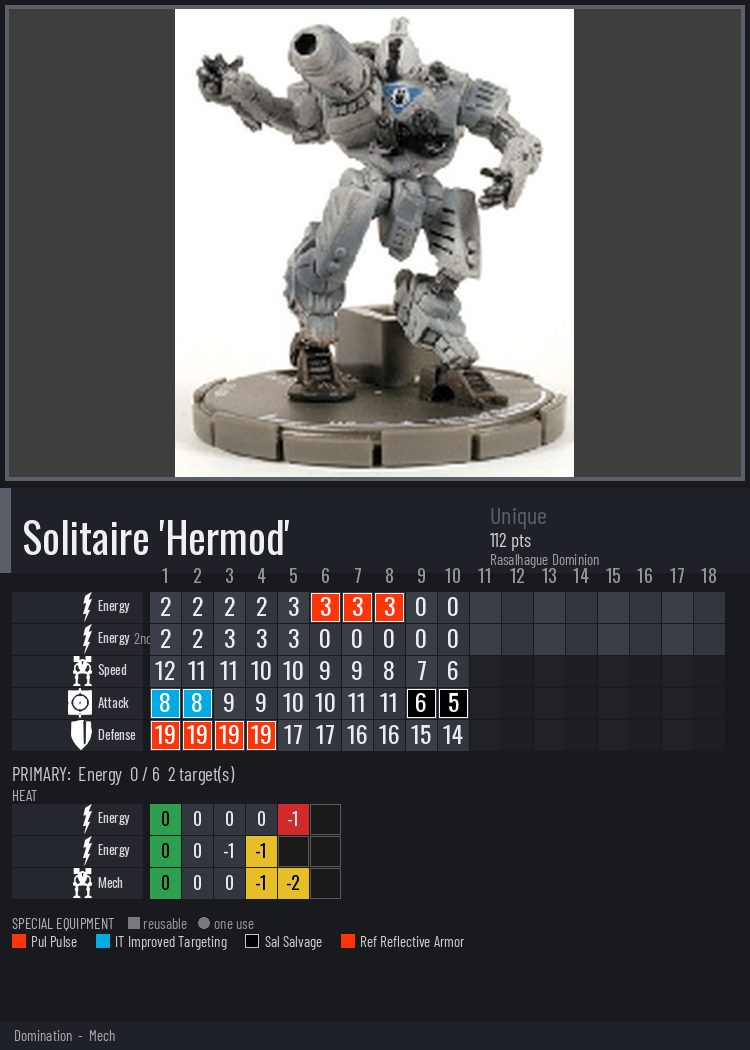 Solitaire 'Hermod'
Unique
112 pts
Rasalhague Dominion
1 2 3 4 5 6 7 8 9 10 11 12 13 14 15 16 17 18
Energy 2 2 2 2 3 3 3 3 0 0
Energy 2nd 2 2 3 3 3 0 0 0 0 0
Speed 12 11 11 10 10 9 9 8 7 6
Attack 8 8 9 9 10 10 11 11 6 5
Defense 19 19 19 19 17 17 16 16 15 14
PRIMARY: Energy 0 / 6 2 target(s)
HEAT
Energy 0 0 0 0 -1
Energy 0 0 -1 -1
Mech 0 0 0 -1 -2
SPECIAL EQUIPMENT reusable one use
Pul Pulse IT Improved Targeting Sal Salvage Ref Reflective Armor
Domination - Mech